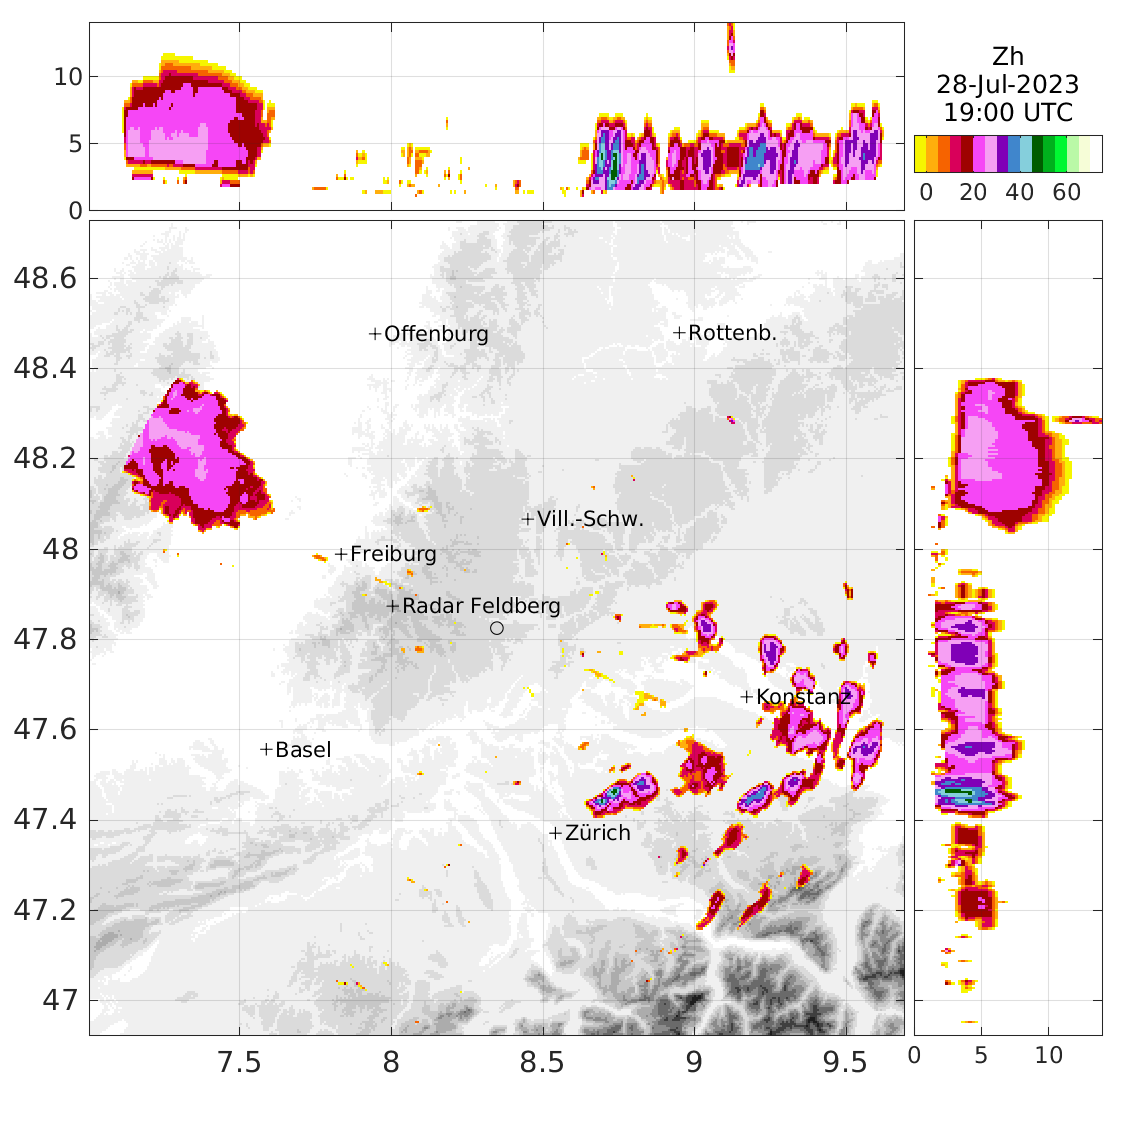 10
5
0
Zh
28-Jul-2023
19:00 UTC
0 20 40 60
48.6
48.4
48.2
48
47.8
47.6
47.4
47.2
47
+Offenburg
+Rottenb.
+Vill.-Schw.
+Freiburg
+Radar Feldberg
+Konstanz
+Basel
+Zürich
7.5 8 8.5 9 9.5
0 5 10